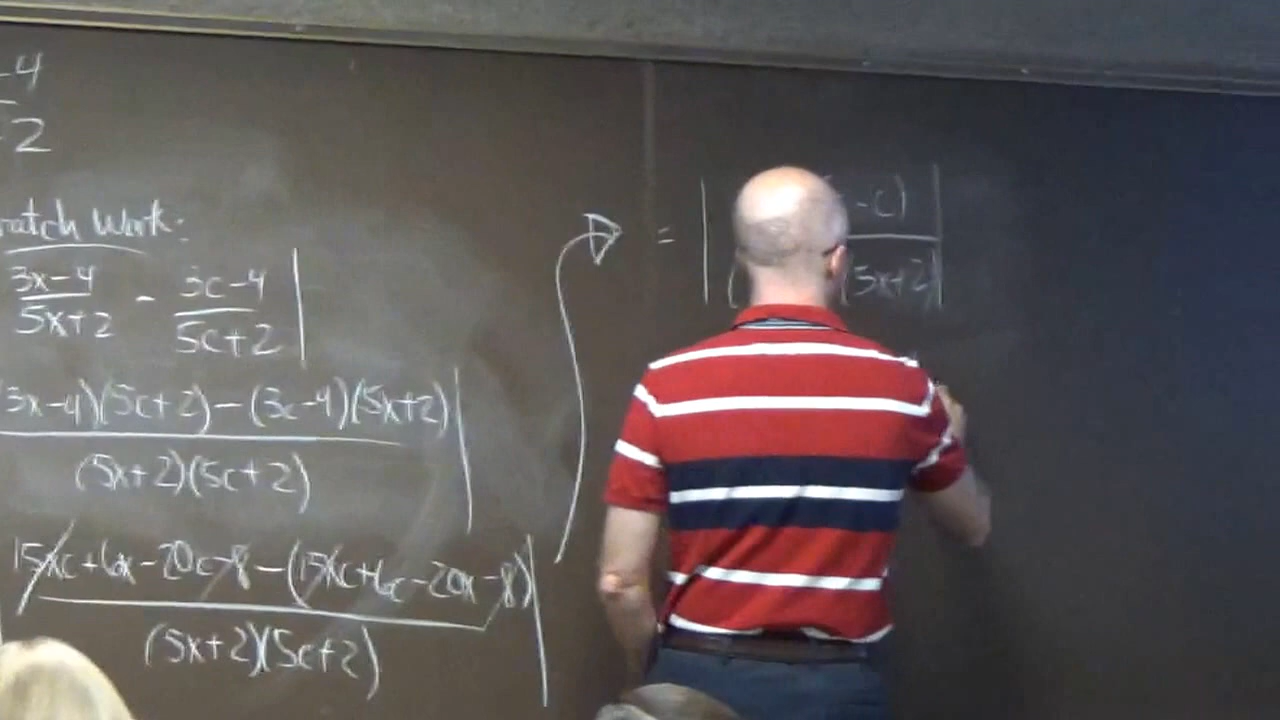 -4
2
ratch Work:
3x-4 / 5x+2 - 3c-4 / 5c+2 |
3x-4)(5c+2)-(3c-4)(5x+2) |
(5x+2)(5c+2)
15xc+6x-20c-8-(15xc+6c-20x-8) |
(5x+2)(5c+2)
= | -c) |
(5x+2)